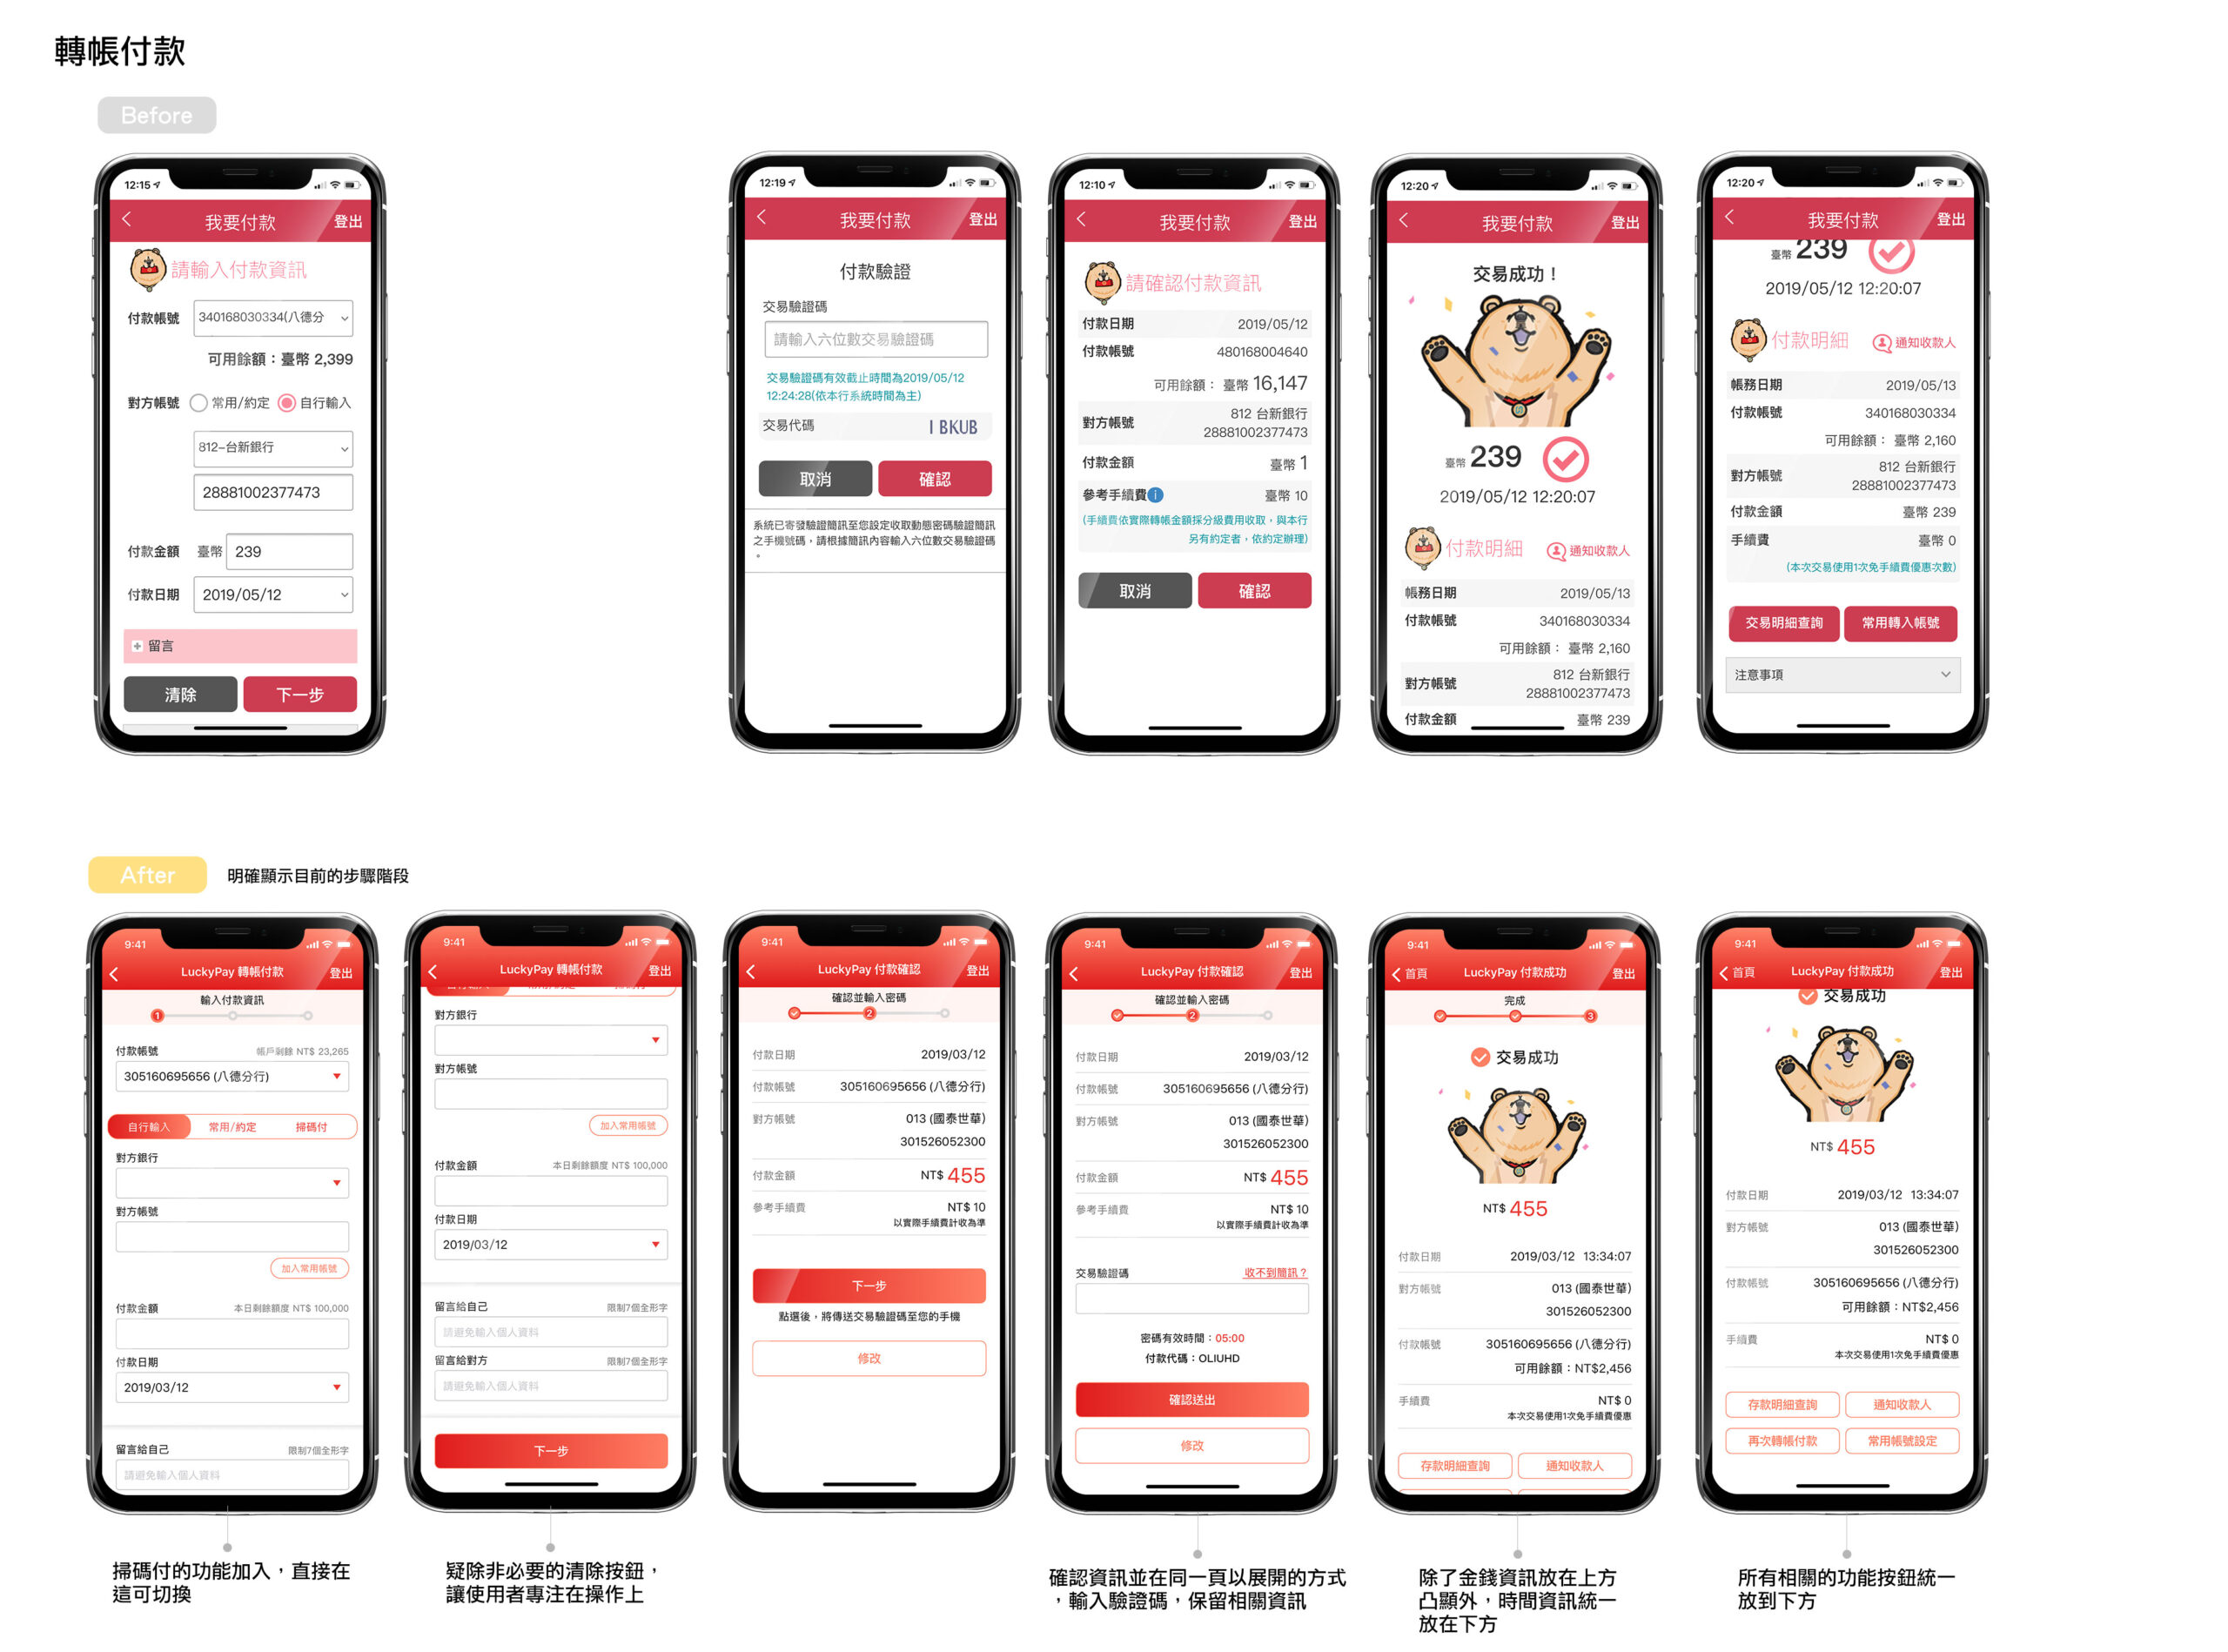 轉帳付款
Before
12:15
我要付款
登出
請輸入付款資訊
付款帳號
340168030334(八德分
可用餘額：臺幣 2,399
對方帳號
常用/約定
自行輸入
812-台新銀行
28881002377473
付款金額
臺幣
239
付款日期
2019/05/12
留言
清除
下一步
12:19
我要付款
登出
付款驗證
交易驗證碼
請輸入六位數交易驗證碼
交易驗證碼有效截止時間為2019/05/12
12:24:28(依本行系統時間為主)
交易代碼
IBKUB
取消
確認
系統已寄發驗證簡訊至您設定收取動態密碼驗證簡訊
之手機號碼，請根據簡訊內容輸入六位數交易驗證碼
。
12:10
我要付款
登出
請確認付款資訊
付款日期
2019/05/12
付款帳號
480168004640
可用餘額： 臺幣 16,147
對方帳號
812 台新銀行
28881002377473
付款金額
臺幣 1
參考手續費
臺幣 10
(手續費依實際轉帳金額採分級費用收取，與本行
另有約定者，依約定辦理)
取消
確認
12:20
我要付款
登出
交易成功！
臺幣 239
2019/05/12 12:20:07
付款明細
通知收款人
帳務日期
2019/05/13
付款帳號
340168030334
可用餘額： 臺幣 2,160
對方帳號
812 台新銀行
28881002377473
付款金額
臺幣 239
12:20
我要付款
登出
臺幣 239
2019/05/12 12:20:07
付款明細
通知收款人
帳務日期
2019/05/13
付款帳號
340168030334
可用餘額： 臺幣 2,160
對方帳號
812 台新銀行
28881002377473
付款金額
臺幣 239
手續費
臺幣 0
(本次交易使用1次免手續費優惠次數)
交易明細查詢
常用轉入帳號
注意事項
After
明確顯示目前的步驟階段
9:41
LuckyPay 轉帳付款
登出
輸入付款資訊
1
付款帳號
帳戶剩餘 NT$ 23,265
305160695656 (八德分行)
自行輸入
常用/約定
掃碼付
對方銀行
對方帳號
加入常用帳號
付款金額
本日剩餘額度 NT$ 100,000
付款日期
2019/03/12
留言給自己
限制7個全形字
請避免輸入個人資料
9:41
LuckyPay 轉帳付款
登出
對方銀行
對方帳號
加入常用帳號
付款金額
本日剩餘額度 NT$ 100,000
付款日期
2019/03/12
留言給自己
限制7個全形字
請避免輸入個人資料
留言給對方
限制7個全形字
請避免輸入個人資料
下一步
9:41
LuckyPay 付款確認
登出
確認並輸入密碼
2
付款日期
2019/03/12
付款帳號
305160695656 (八德分行)
對方帳號
013 (國泰世華)
301526052300
付款金額
NT$ 455
參考手續費
NT$ 10
以實際手續費計收為準
下一步
點選後，將傳送交易驗證碼至您的手機
修改
9:41
LuckyPay 付款確認
登出
確認並輸入密碼
2
付款日期
2019/03/12
付款帳號
305160695656 (八德分行)
對方帳號
013 (國泰世華)
301526052300
付款金額
NT$ 455
參考手續費
NT$ 10
以實際手續費計收為準
交易驗證碼
收不到簡訊？
密碼有效時間：05:00
付款代碼：OLIUHD
確認送出
修改
9:41
首頁
LuckyPay 付款成功
登出
完成
3
交易成功
NT$ 455
付款日期
2019/03/12 13:34:07
對方帳號
013 (國泰世華)
301526052300
付款帳號
305160695656 (八德分行)
可用餘額：NT$2,456
手續費
NT$ 0
本次交易使用1次免手續費優惠
存款明細查詢
通知收款人
9:41
首頁
LuckyPay 付款成功
登出
交易成功
NT$ 455
付款日期
2019/03/12 13:34:07
對方帳號
013 (國泰世華)
301526052300
付款帳號
305160695656 (八德分行)
可用餘額：NT$2,456
手續費
NT$ 0
本次交易使用1次免手續費優惠
存款明細查詢
通知收款人
再次轉帳付款
常用帳號設定
掃碼付的功能加入，直接在
這可切換
疑除非必要的清除按鈕，
讓使用者專注在操作上
確認資訊並在同一頁以展開的方式
，輸入驗證碼，保留相關資訊
除了金錢資訊放在上方
凸顯外，時間資訊統一
放在下方
所有相關的功能按鈕統一
放到下方